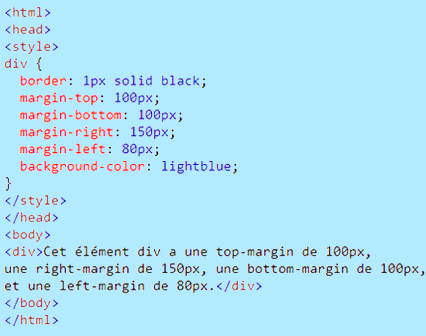 <html>
<head>
<style>
div {
  border: 1px solid black;
  margin-top: 100px;
  margin-bottom: 100px;
  margin-right: 150px;
  margin-left: 80px;
  background-color: lightblue;
}
</style>
</head>
<body>
<div>Cet élément div a une top-margin de 100px,
une right-margin de 150px, une bottom-margin de 100px,
et une left-margin de 80px.</div>
</body>
</html>